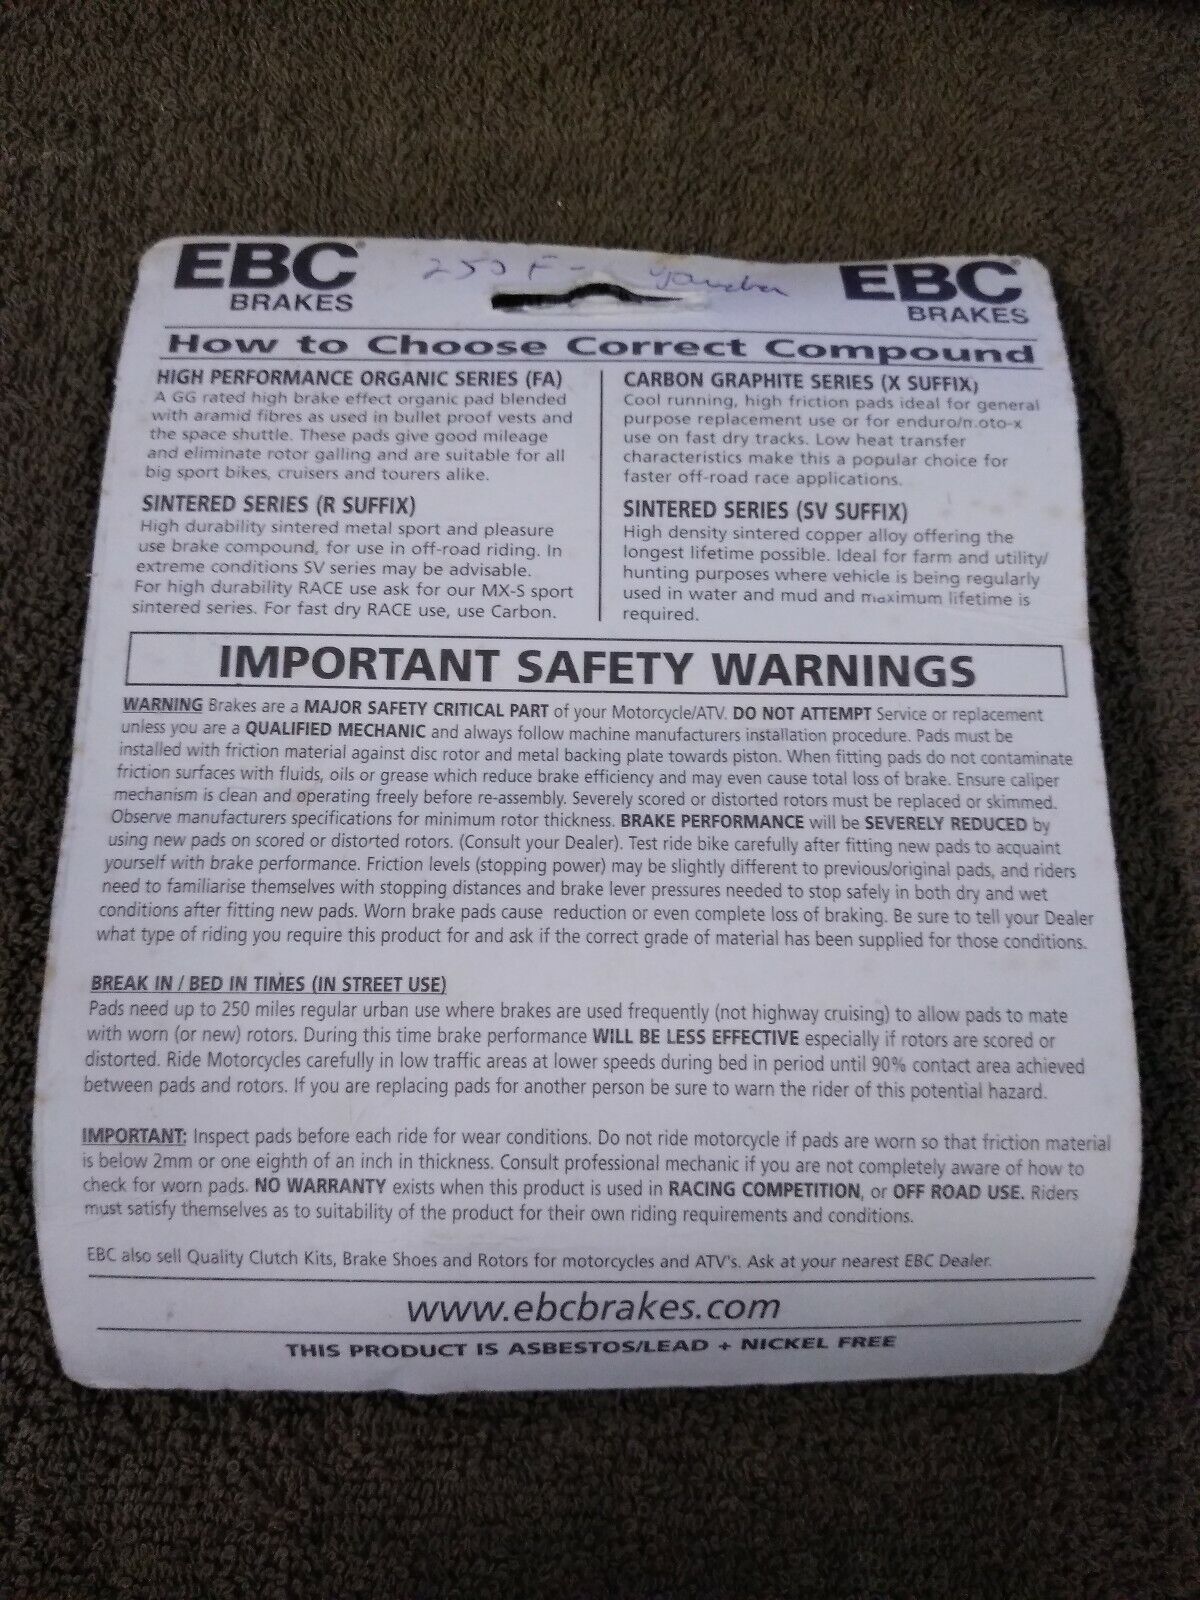 EBC
BRAKES
250 F -
EBC
BRAKES
How to Choose Correct Compound
HIGH PERFORMANCE ORGANIC SERIES (FA)
A GG rated high brake effect organic pad blended
with aramid fibres as used in bullet proof vests and
the space shuttle. These pads give good mileage
and eliminate rotor galling and are suitable for all
big sport bikes, cruisers and tourers alike.
SINTERED SERIES (R SUFFIX)
High durability sintered metal sport and pleasure
use brake compound, for use in off-road riding. In
extreme conditions SV series may be advisable.
For high durability RACE use ask for our MX-S sport
sintered series. For fast dry RACE use, use Carbon.
CARBON GRAPHITE SERIES (X SUFFIX)
Cool running, high friction pads ideal for general
purpose replacement use or for enduro/moto-x
use on fast dry tracks. Low heat transfer
characteristics make this a popular choice for
faster off-road race applications.
SINTERED SERIES (SV SUFFIX)
High density sintered copper alloy offering the
longest lifetime possible. Ideal for farm and utility/
hunting purposes where vehicle is being regularly
used in water and mud and maximum lifetime is
required.
IMPORTANT SAFETY WARNINGS
WARNING Brakes are a MAJOR SAFETY CRITICAL PART of your Motorcycle/ATV. DO NOT ATTEMPT Service or replacement
unless you are a QUALIFIED MECHANIC and always follow machine manufacturers installation procedure. Pads must be
installed with friction material against disc rotor and metal backing plate towards piston. When fitting pads do not contaminate
friction surfaces with fluids, oils or grease which reduce brake efficiency and may even cause total loss of brake. Ensure caliper
mechanism is clean and operating freely before re-assembly. Severely scored or distorted rotors must be replaced or skimmed.
Observe manufacturers specifications for minimum rotor thickness. BRAKE PERFORMANCE will be SEVERELY REDUCED by
using new pads on scored or distorted rotors. (Consult your Dealer). Test ride bike carefully after fitting new pads to acquaint
yourself with brake performance. Friction levels (stopping power) may be slightly different to previous/original pads, and riders
need to familiarise themselves with stopping distances and brake lever pressures needed to stop safely in both dry and wet
conditions after fitting new pads. Worn brake pads cause reduction or even complete loss of braking. Be sure to tell your Dealer
what type of riding you require this product for and ask if the correct grade of material has been supplied for those conditions.
BREAK IN / BED IN TIMES (IN STREET USE)
Pads need up to 250 miles regular urban use where brakes are used frequently (not highway cruising) to allow pads to mate
with worn (or new) rotors. During this time brake performance WILL BE LESS EFFECTIVE especially if rotors are scored or
distorted. Ride Motorcycles carefully in low traffic areas at lower speeds during bed in period until 90% contact area achieved
between pads and rotors. If you are replacing pads for another person be sure to warn the rider of this potential hazard.
IMPORTANT: Inspect pads before each ride for wear conditions. Do not ride motorcycle if pads are worn so that friction material
is below 2mm or one eighth of an inch in thickness. Consult professional mechanic if you are not completely aware of how to
check for worn pads. NO WARRANTY exists when this product is used in RACING COMPETITION, or OFF ROAD USE. Riders
must satisfy themselves as to suitability of the product for their own riding requirements and conditions.
EBC also sell Quality Clutch Kits, Brake Shoes and Rotors for motorcycles and ATV's. Ask at your nearest EBC Dealer.
www.ebcbrakes.com
THIS PRODUCT IS ASBESTOS/LEAD + NICKEL FREE